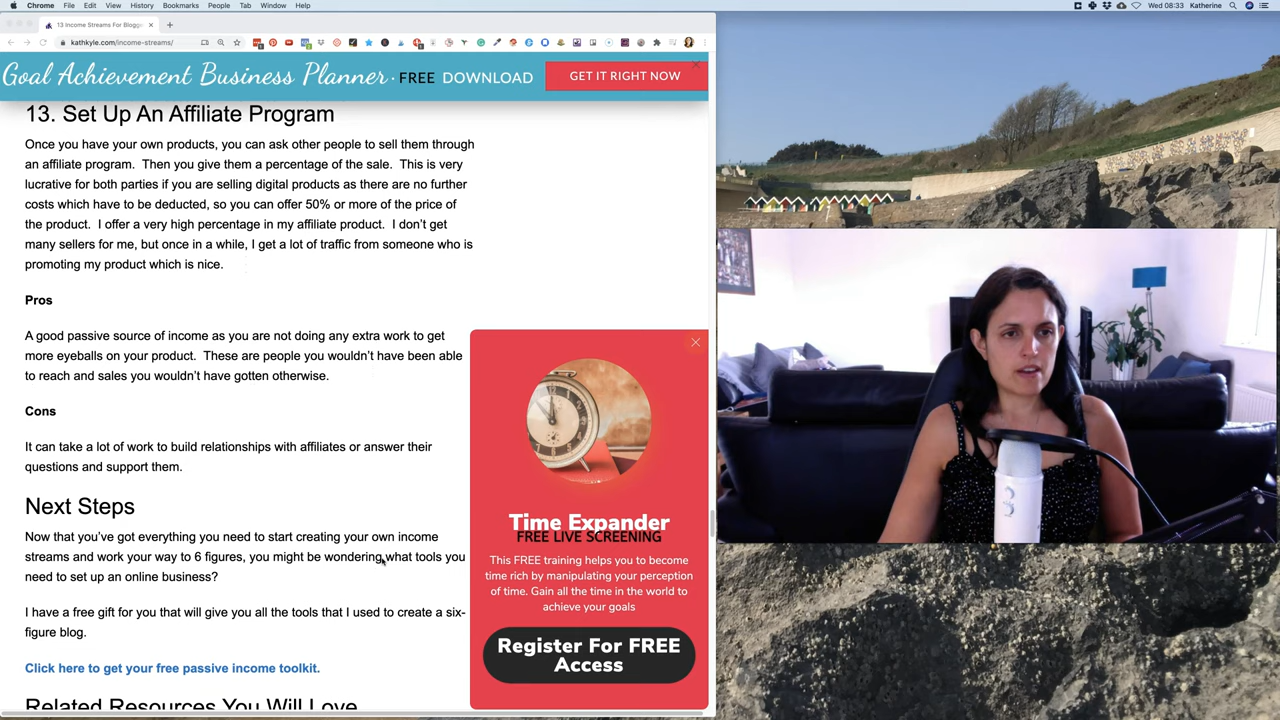 Chrome File Edit View History Bookmarks People Tab Window Help
Wed 08:33 Katherine
13 Income Streams For Blogge
kathkyle.com/income-streams/
Goal Achievement Business Planner · FREE DOWNLOAD
GET IT RIGHT NOW
13. Set Up An Affiliate Program
Once you have your own products, you can ask other people to sell them through
an affiliate program. Then you give them a percentage of the sale. This is very
lucrative for both parties if you are selling digital products as there are no further
costs which have to be deducted, so you can offer 50% or more of the price of
the product. I offer a very high percentage in my affiliate product. I don't get
many sellers for me, but once in a while, I get a lot of traffic from someone who is
promoting my product which is nice.
Pros
A good passive source of income as you are not doing any extra work to get
more eyeballs on your product. These are people you wouldn't have been able
to reach and sales you wouldn't have gotten otherwise.
Cons
It can take a lot of work to build relationships with affiliates or answer their
questions and support them.
Next Steps
Now that you've got everything you need to start creating your own income
streams and work your way to 6 figures, you might be wondering what tools you
need to set up an online business?
I have a free gift for you that will give you all the tools that I used to create a six-
figure blog.
Click here to get your free passive income toolkit.
Related Resources You Will Love
Time Expander
FREE LIVE SCREENING
This FREE training helps you to become
time rich by manipulating your perception
of time. Gain all the time in the world to
achieve your goals
Register For FREE
Access